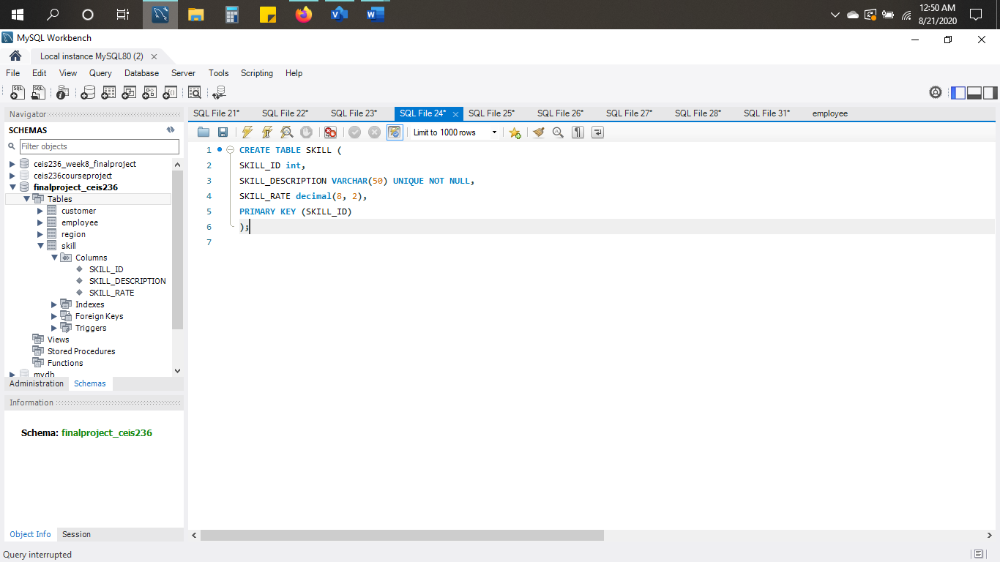 12:50 AM
8/21/2020
MySQL Workbench
Local instance MySQL80 (2)
File Edit View Query Database Server Tools Scripting Help
Navigator
SCHEMAS
Filter objects
ceis236_week8_finalproject
ceis236courseproject
finalproject_ceis236
Tables
customer
employee
region
skill
Columns
SKILL_ID
SKILL_DESCRIPTION
SKILL_RATE
Indexes
Foreign Keys
Triggers
Views
Stored Procedures
Functions
mydb
Administration Schemas
Information
Schema: finalproject_ceis236
Object Info Session
Query interrupted
SQL File 21* SQL File 22* SQL File 23* SQL File 24* SQL File 25* SQL File 26* SQL File 27* SQL File 28* SQL File 31* employee
Limit to 1000 rows
1 CREATE TABLE SKILL (
2 SKILL_ID int,
3 SKILL_DESCRIPTION VARCHAR(50) UNIQUE NOT NULL,
4 SKILL_RATE decimal(8, 2),
5 PRIMARY KEY (SKILL_ID)
6 );
7